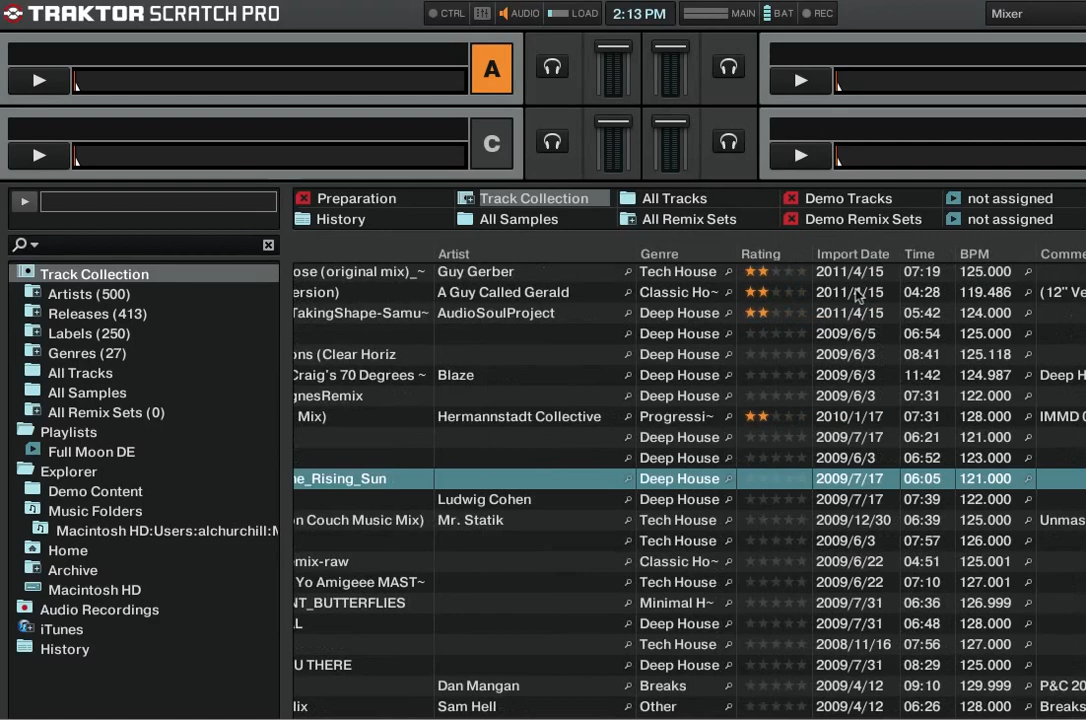 TRAKTOR SCRATCH PRO CTRL AUDIO LOAD 2:13 PM MAIN BAT REC Mixer
A
C
Preparation Track Collection All Tracks Demo Tracks not assigned
History All Samples All Remix Sets Demo Remix Sets not assigned
Track Collection
Artists (500)
Releases (413)
Labels (250)
Genres (27)
All Tracks
All Samples
All Remix Sets (0)
Playlists
Full Moon DE
Explorer
Demo Content
Music Folders
Macintosh HD:Users:alchurchill:
Home
Archive
Macintosh HD
Audio Recordings
iTunes
History
Artist Genre Rating Import Date Time BPM Comme
ose (original mix)_~ Guy Gerber Tech House 2011/4/15 07:19 125.000
ersion) A Guy Called Gerald Classic Ho~ 2011/4/15 04:28 119.486 (12" Ve
TakingShape-Samu~ AudioSoulProject Deep House 2011/4/15 05:42 124.000
Deep House 2009/6/5 06:54 125.000
ons (Clear Horiz Deep House 2009/6/3 08:41 125.118
Craig's 70 Degrees ~ Blaze Deep House 2009/6/3 11:42 124.987 Deep H
gnesRemix Deep House 2009/6/3 07:31 122.000
Mix) Hermannstadt Collective Progressi~ 2010/1/17 07:31 128.000 IMMD 0
Deep House 2009/7/17 06:21 121.000
Deep House 2009/6/3 06:52 123.000
he_Rising_Sun Deep House 2009/7/17 06:05 121.000
Ludwig Cohen Deep House 2009/7/17 07:39 122.000
on Couch Music Mix) Mr. Statik Tech House 2009/12/30 06:39 125.000 Unmas
Tech House 2009/6/3 07:57 126.000
emix-raw Classic Ho~ 2009/6/22 04:51 125.001
Yo Amigeee MAST~ Tech House 2009/6/22 07:10 127.001
NT_BUTTERFLIES Minimal H~ 2009/7/31 06:36 126.999
L Deep House 2009/7/31 06:48 128.000
Tech House 2008/11/16 07:56 127.000
U THERE Deep House 2009/7/31 08:29 125.000
Dan Mangan Breaks 2009/4/12 09:10 129.999 P&C 20
Mix Sam Hell Other 2009/4/12 06:26 128.000 Breaks